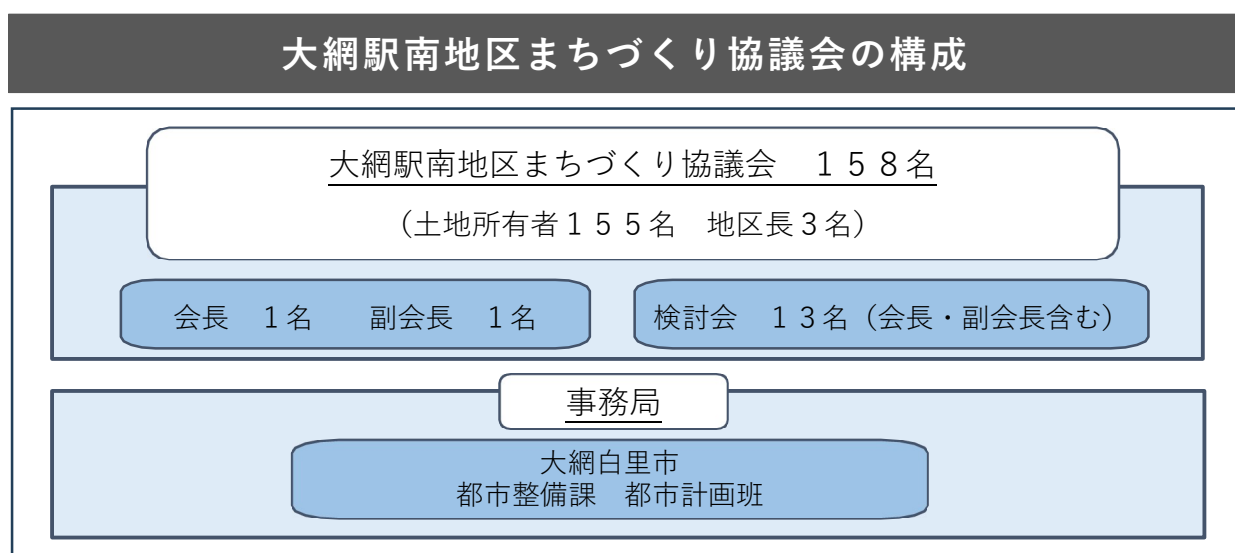 大網駅南地区まちづくり協議会の構成
大網駅南地区まちづくり協議会　１５８名
（土地所有者１５５名　地区長３名）
会長　１名　　副会長　１名
検討会　１３名（会長・副会長含む）
事務局
大網白里市
都市整備課　都市計画班